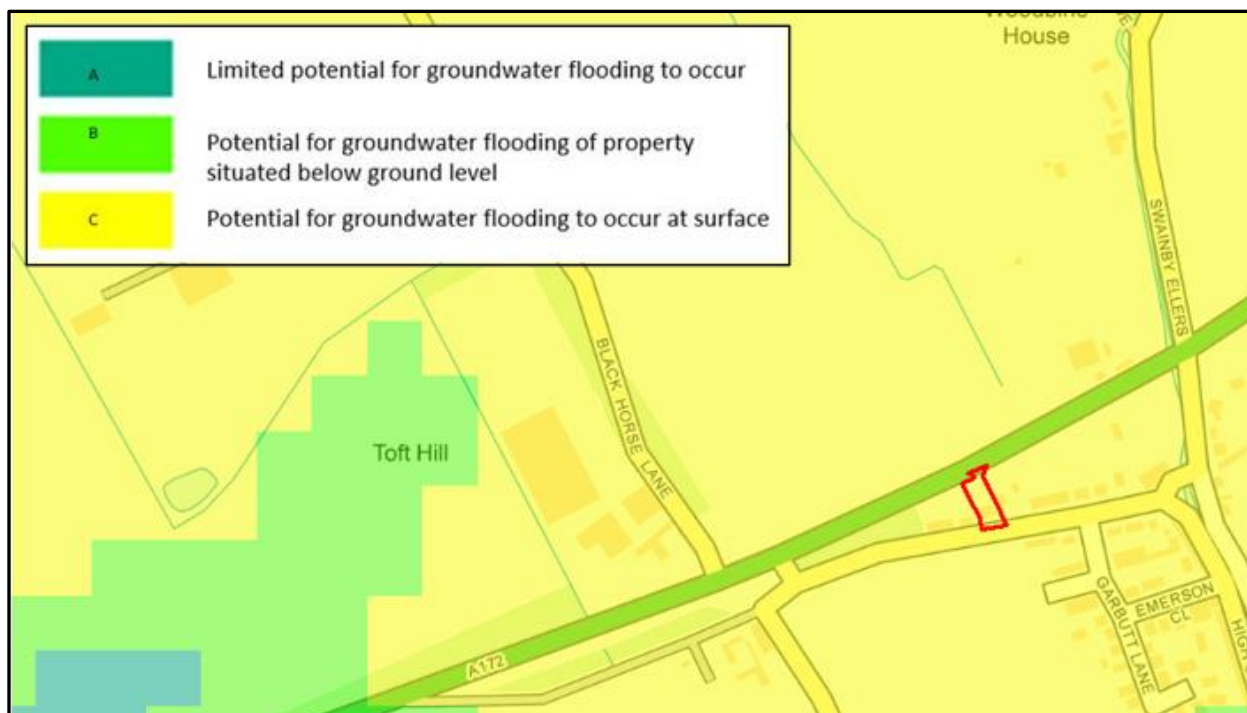 A
Limited potential for groundwater flooding to occur
B
Potential for groundwater flooding of property
situated below ground level
C
Potential for groundwater flooding to occur at surface
House
SWAINBY ELLERS
BLACK HORSE LANE
Toft Hill
A172
GARBUTT LANE
EMERSON
CL
HIGH